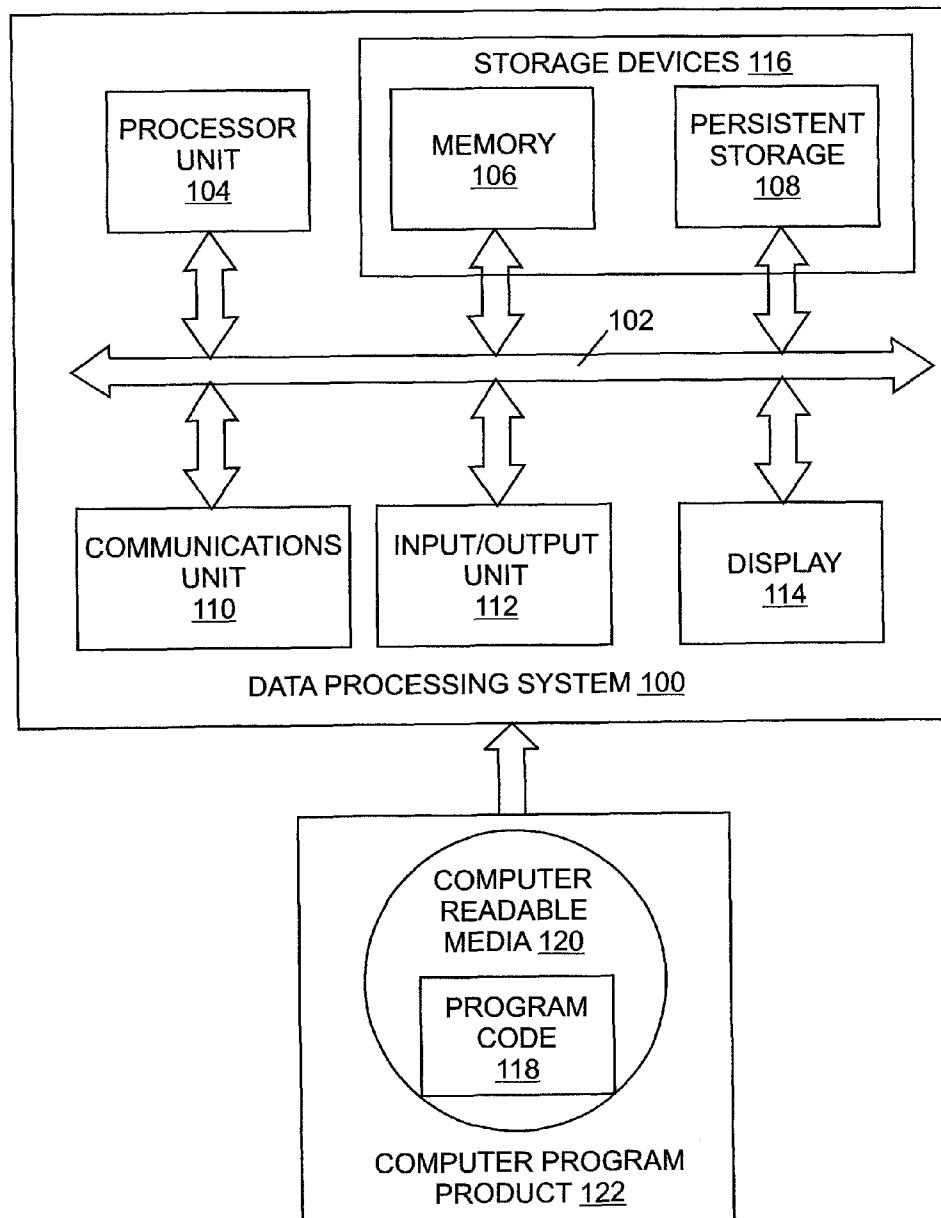 STORAGE DEVICES 116
PROCESSOR
UNIT
104
MEMORY
106
PERSISTENT
STORAGE
108
102
COMMUNICATIONS
UNIT
110
INPUT/OUTPUT
UNIT
112
DISPLAY
114
DATA PROCESSING SYSTEM 100
COMPUTER
READABLE
MEDIA 120
PROGRAM
CODE
118
COMPUTER PROGRAM
PRODUCT 122